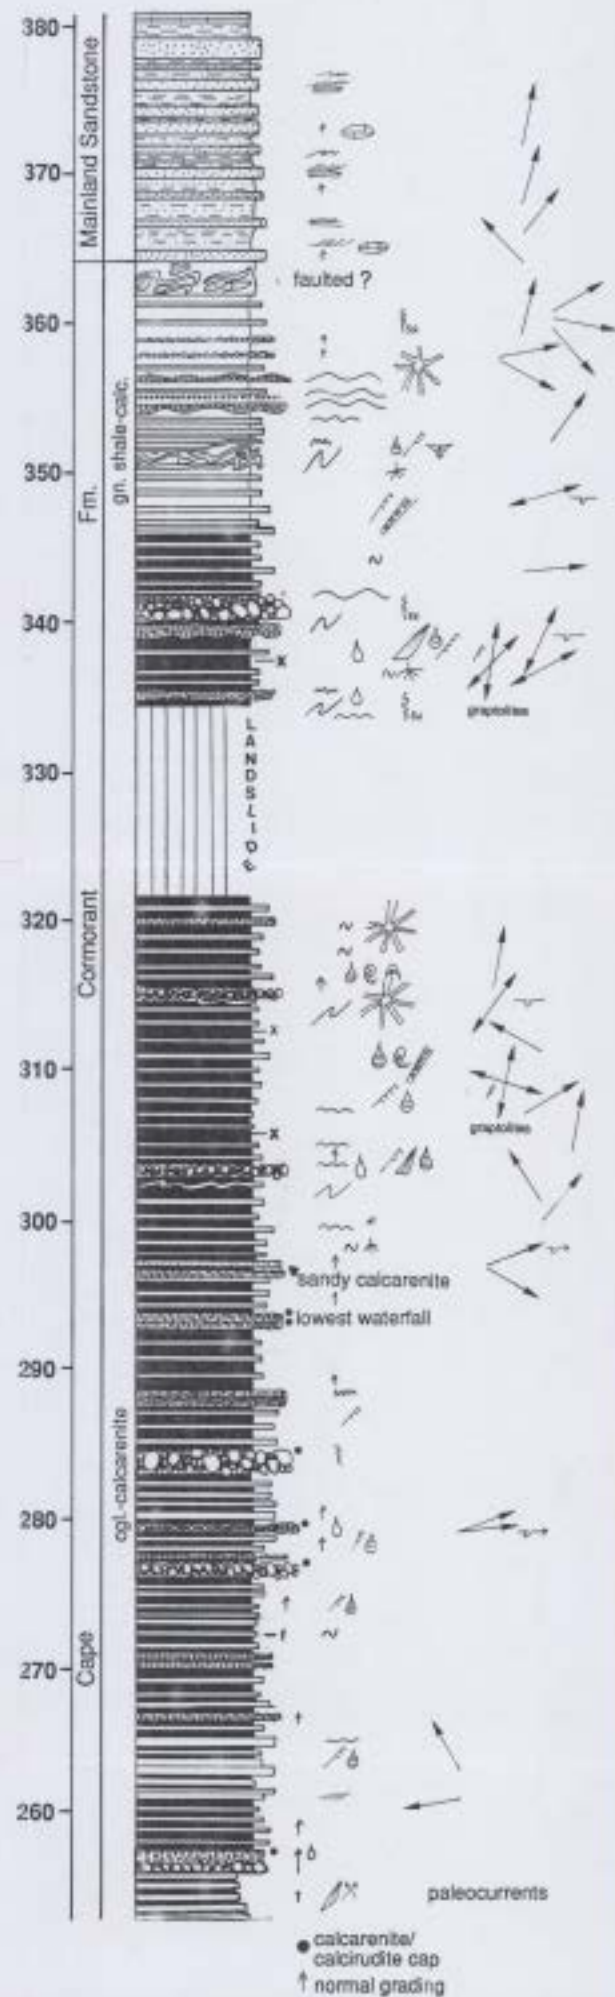 380
Mainland Sandstone
370
faulted ?
360
gn. shale-calc.
350
Fm.
340
graptolites
330
LANDSLIDE
320
Cormorant
310
graptolites
300
sandy calcarenite
lowest waterfall
290
cgl.-calcarenite
280
270
Cape
260
paleocurrents
calcarenite/
calcirudite cap
normal grading